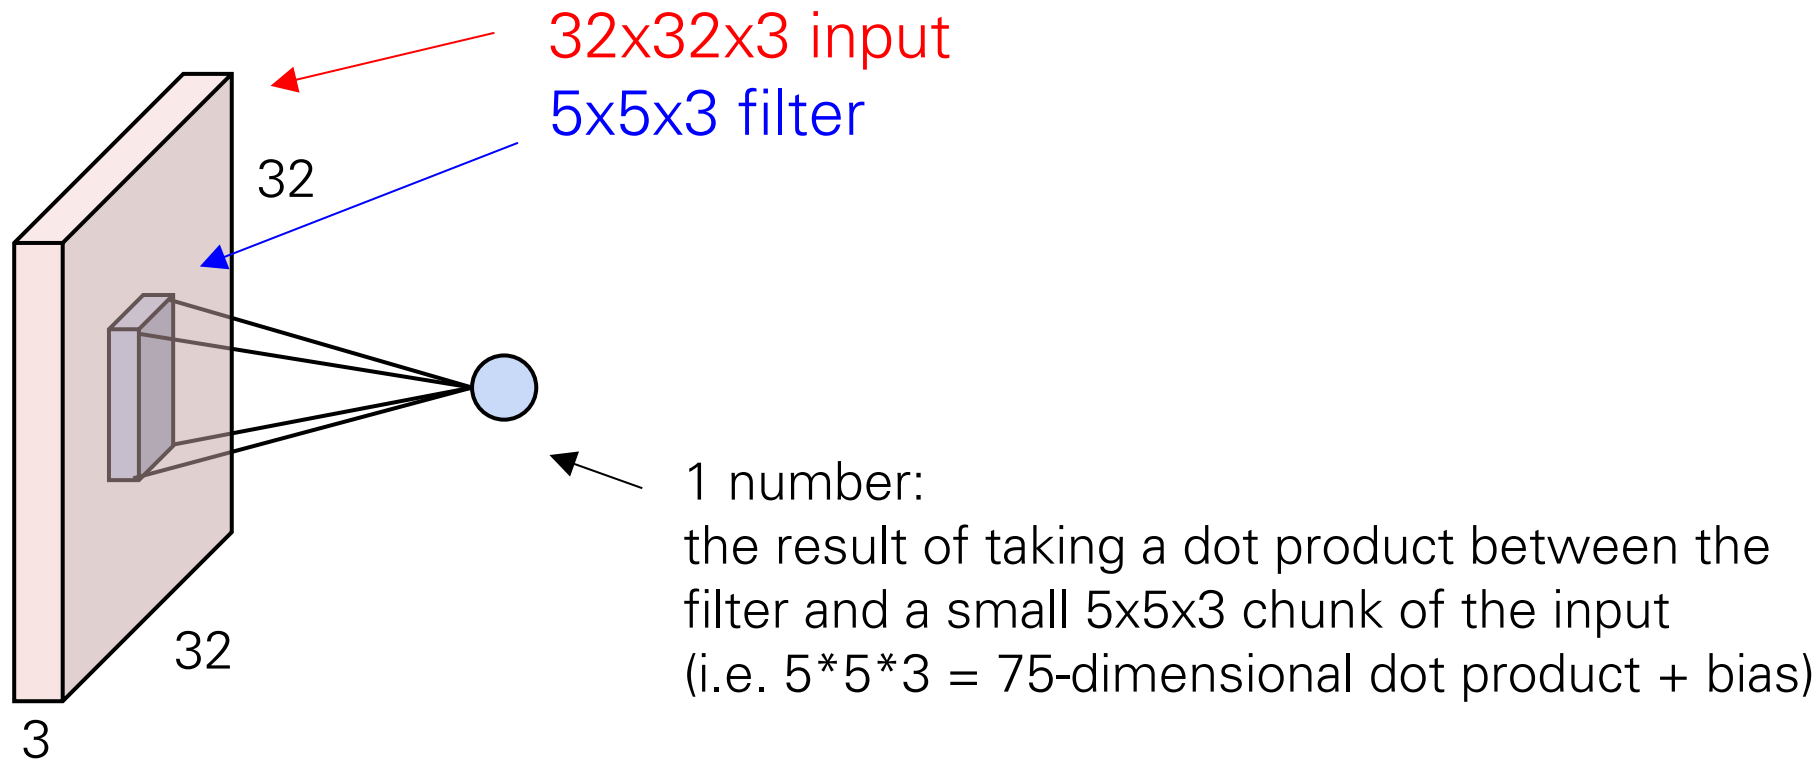 32x32x3 input
5x5x3 filter
32
32
3
1 number:
the result of taking a dot product between the
filter and a small 5x5x3 chunk of the input
(i.e. 5*5*3 = 75-dimensional dot product + bias)